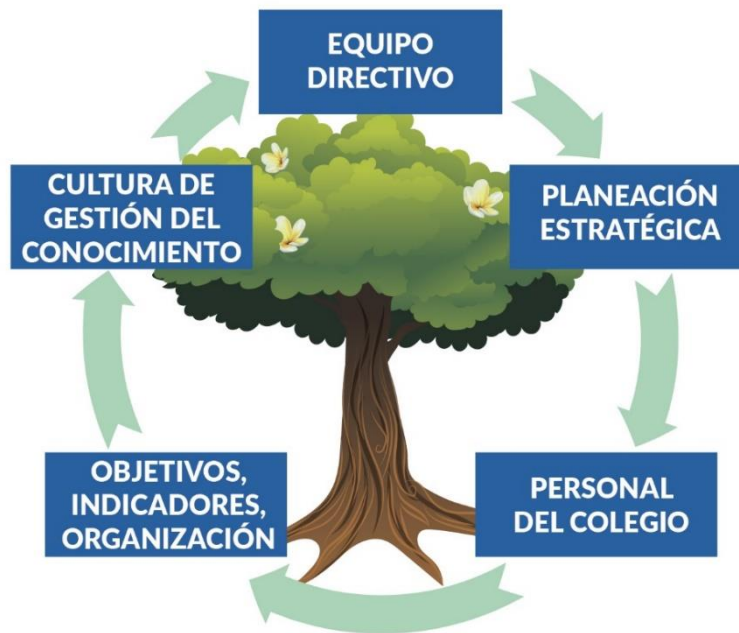 EQUIPO
DIRECTIVO
PLANEACIÓN
ESTRATÉGICA
PERSONAL
DEL COLEGIO
OBJETIVOS,
INDICADORES,
ORGANIZACIÓN
CULTURA DE
GESTIÓN DEL
CONOCIMIENTO